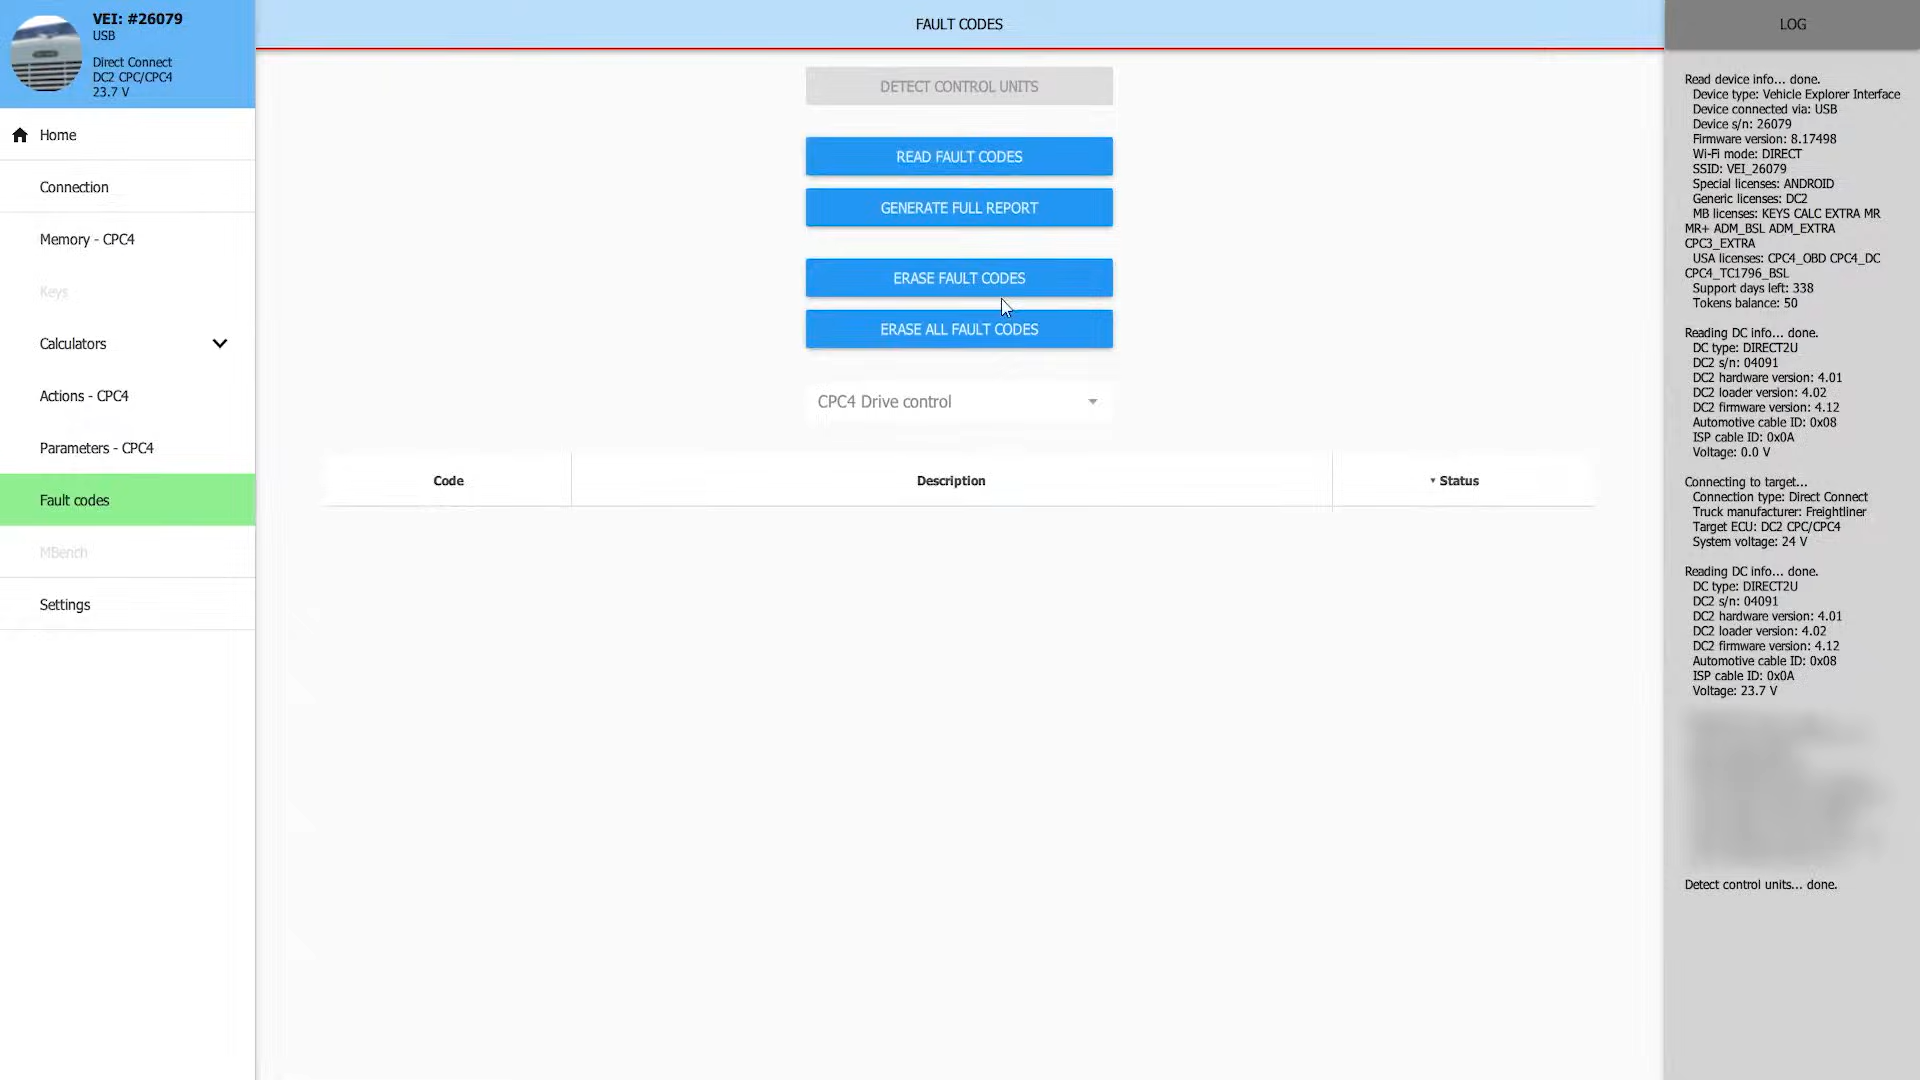 VEI: #26079
USB
Direct Connect
DC2 CPC/CPC4
23.7 V
Home
Connection
Memory - CPC4
Keys
Calculators
Actions - CPC4
Parameters - CPC4
Fault codes
MBench
Settings
FAULT CODES
DETECT CONTROL UNITS
READ FAULT CODES
GENERATE FULL REPORT
ERASE FAULT CODES
ERASE ALL FAULT CODES
CPC4 Drive control
Code Description Status
LOG
Read device info... done.
Device type: Vehicle Explorer Interface
Device connected via: USB
Device s/n: 26079
Firmware version: 8.17498
Wi-Fi mode: DIRECT
SSID: VEI_26079
Special licenses: ANDROID
Generic licenses: DC2
MB licenses: KEYS CALC EXTRA MR
MR+ ADM_BSL ADM_EXTRA
CPC3_EXTRA
USA licenses: CPC4_OBD CPC4_DC
CPC4_TC1796_BSL
Support days left: 338
Tokens balance: 50
Reading DC info... done.
DC type: DIRECT2U
DC2 s/n: 04091
DC2 hardware version: 4.01
DC2 loader version: 4.02
DC2 firmware version: 4.12
Automotive cable ID: 0x08
ISP cable ID: 0x0A
Voltage: 0.0 V
Connecting to target...
Connection type: Direct Connect
Truck manufacturer: Freightliner
Target ECU: DC2 CPC/CPC4
System voltage: 24 V
Reading DC info... done.
DC type: DIRECT2U
DC2 s/n: 04091
DC2 hardware version: 4.01
DC2 loader version: 4.02
DC2 firmware version: 4.12
Automotive cable ID: 0x08
ISP cable ID: 0x0A
Voltage: 23.7 V
Detect control units... done.